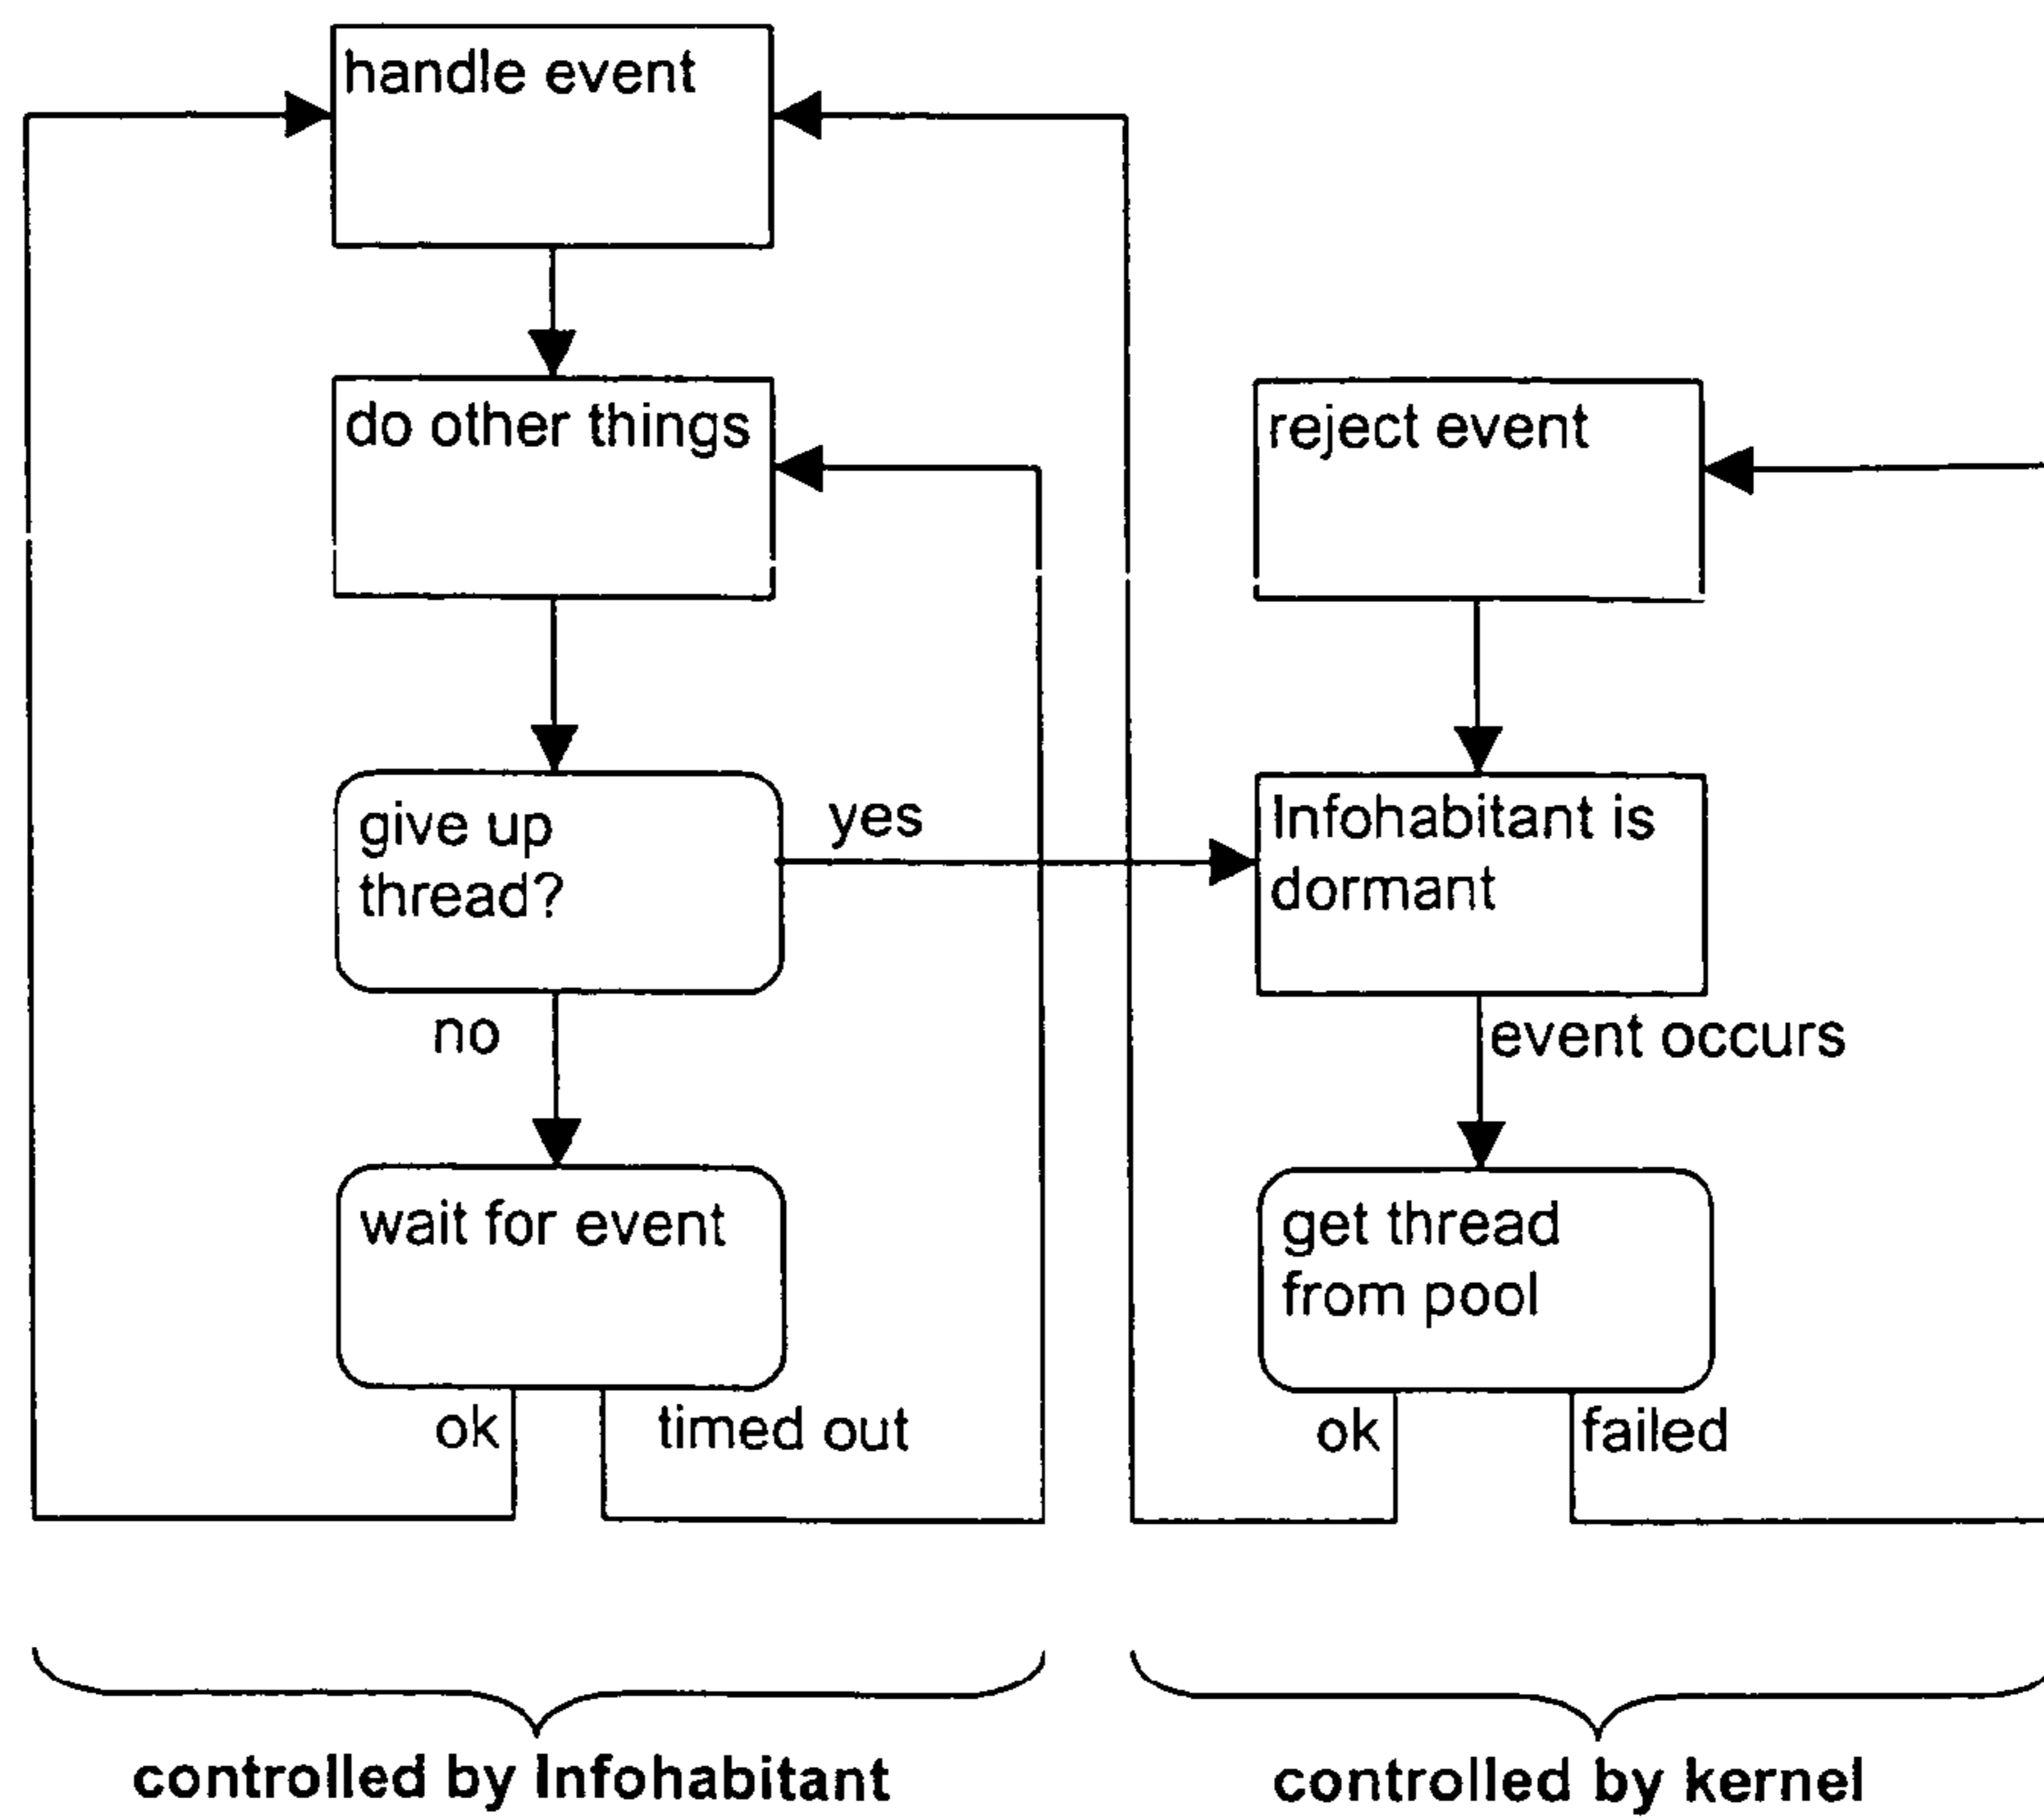 handle event
do other things
reject event
give up
thread?
yes
Infohabitant is
dormant
no
event occurs
wait for event
get thread
from pool
ok
timed out
ok
failed
controlled by Infohabitant
controlled by kernel